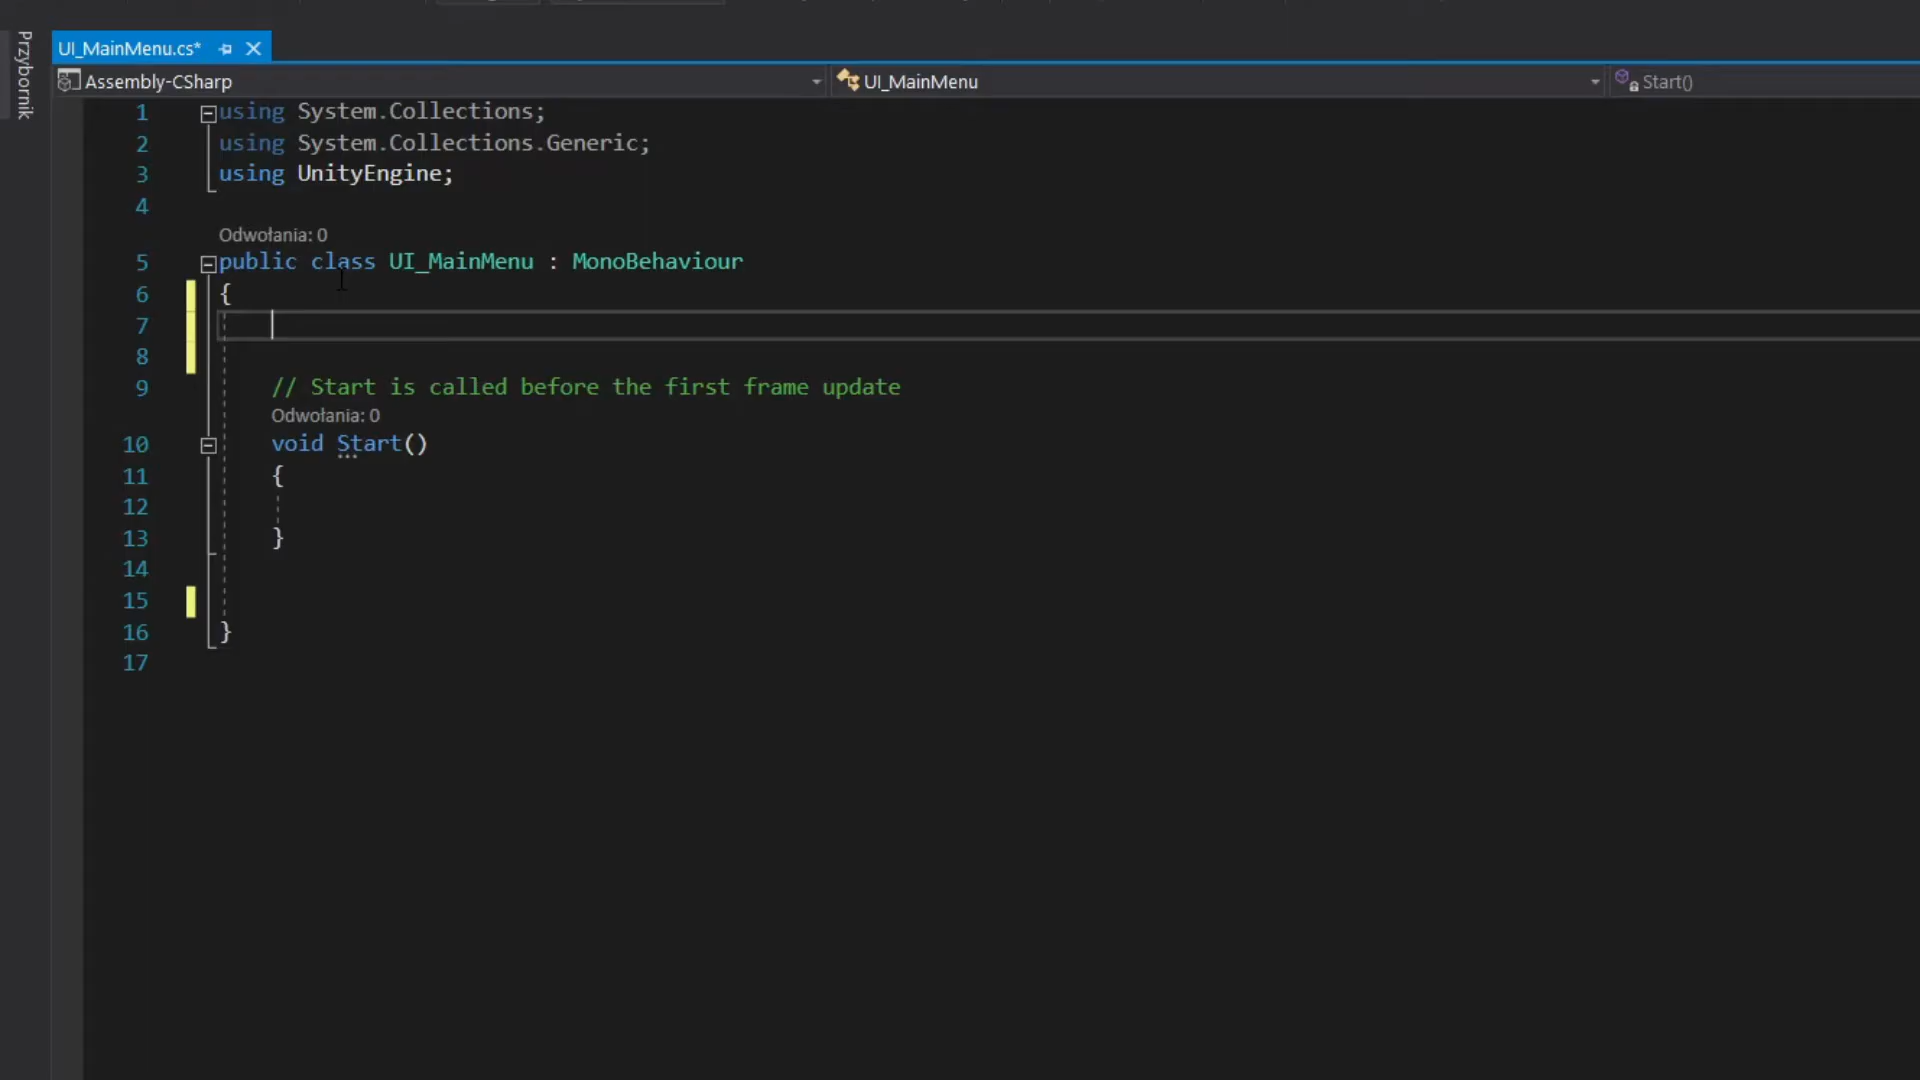 Przybornik
UI_MainMenu.cs*
Assembly-CSharp
UI_MainMenu
Start()
1 using System.Collections;
2 using System.Collections.Generic;
3 using UnityEngine;
4
Odwołania: 0
5 public class UI_MainMenu : MonoBehaviour
6 {
7
8
9 // Start is called before the first frame update
Odwołania: 0
10 void Start()
11 {
12
13 }
14
15
16 }
17